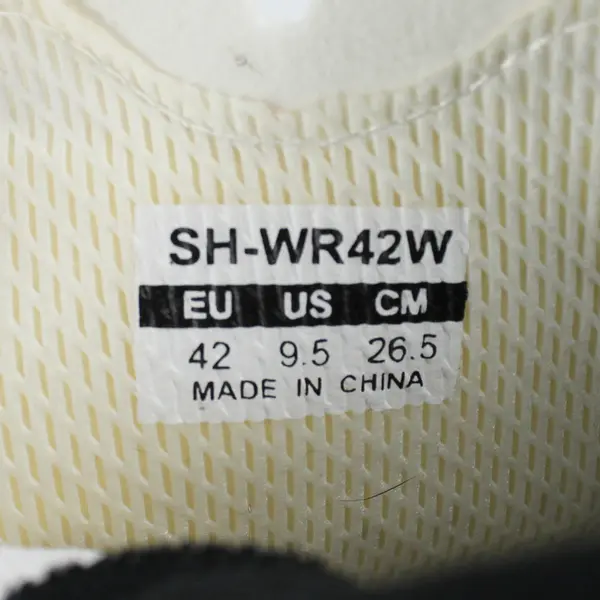 SH-WR42W
EU US CM
42 9.5 26.5
MADE IN CHINA